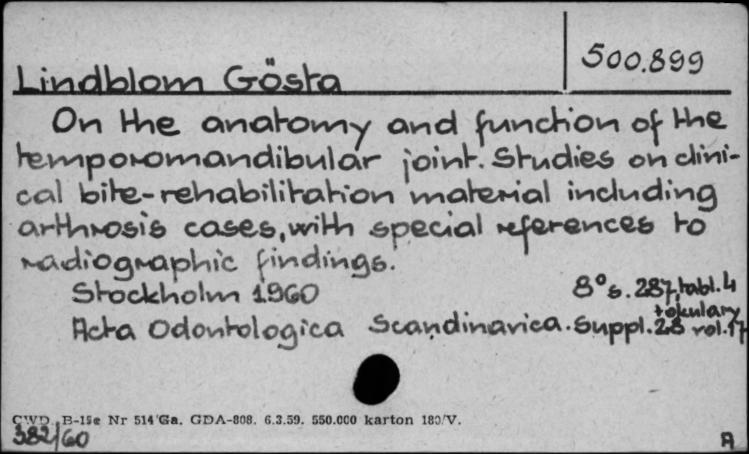 500.899
Lindblom Gösta
On the anatomy and function of the
temporomandibular joint. Studies on clini-
cal bite-rehabilitation material including
arthrosis cases, with special references to
radiographic findings.
Stockholm 1960 8° s. 287, tabl. 4
+okulary
Acta Odontologica Scandinavica. Suppl. 28 vol. 17
CWD. B-15e Nr 514/Ga. GDA-808. 6.3.59. 550.000 karton 180/V.
382/60 A